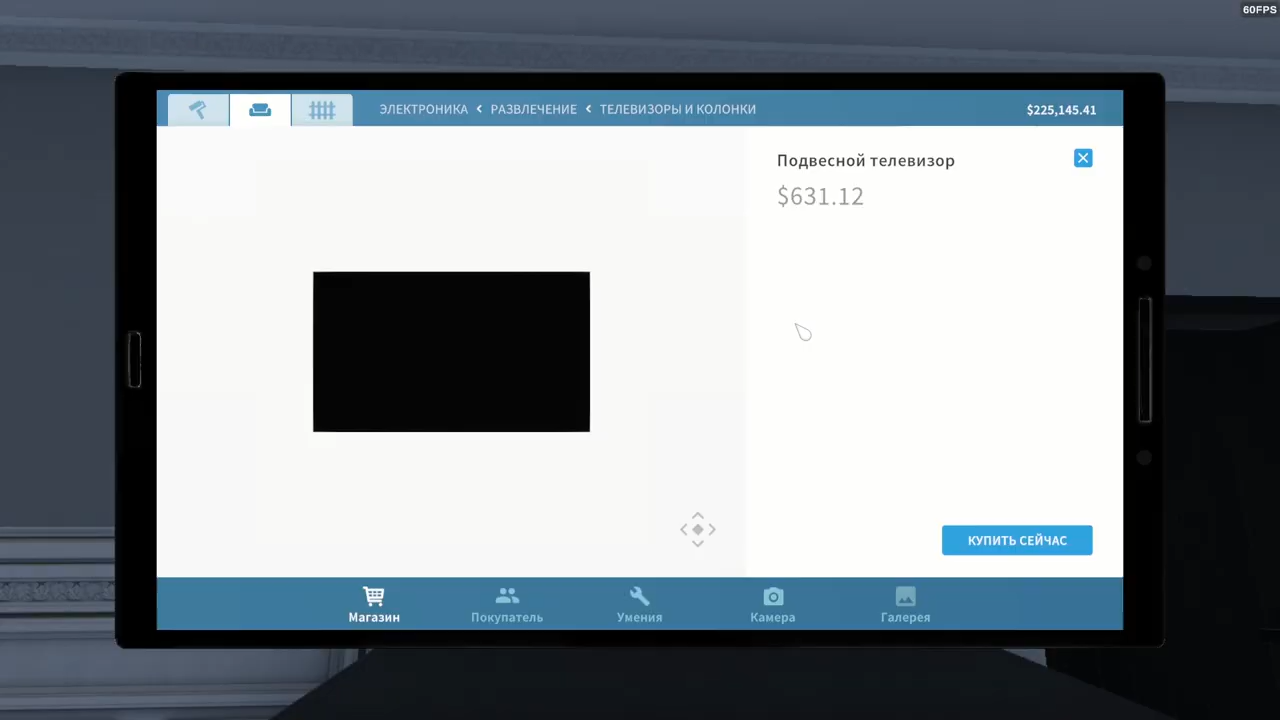 60FPS
ЭЛЕКТРОНИКА < РАЗВЛЕЧЕНИЕ < ТЕЛЕВИЗОРЫ И КОЛОНКИ
$225,145.41
Подвесной телевизор
$631.12
КУПИТЬ СЕЙЧАС
Магазин
Покупатель
Умения
Камера
Галерея